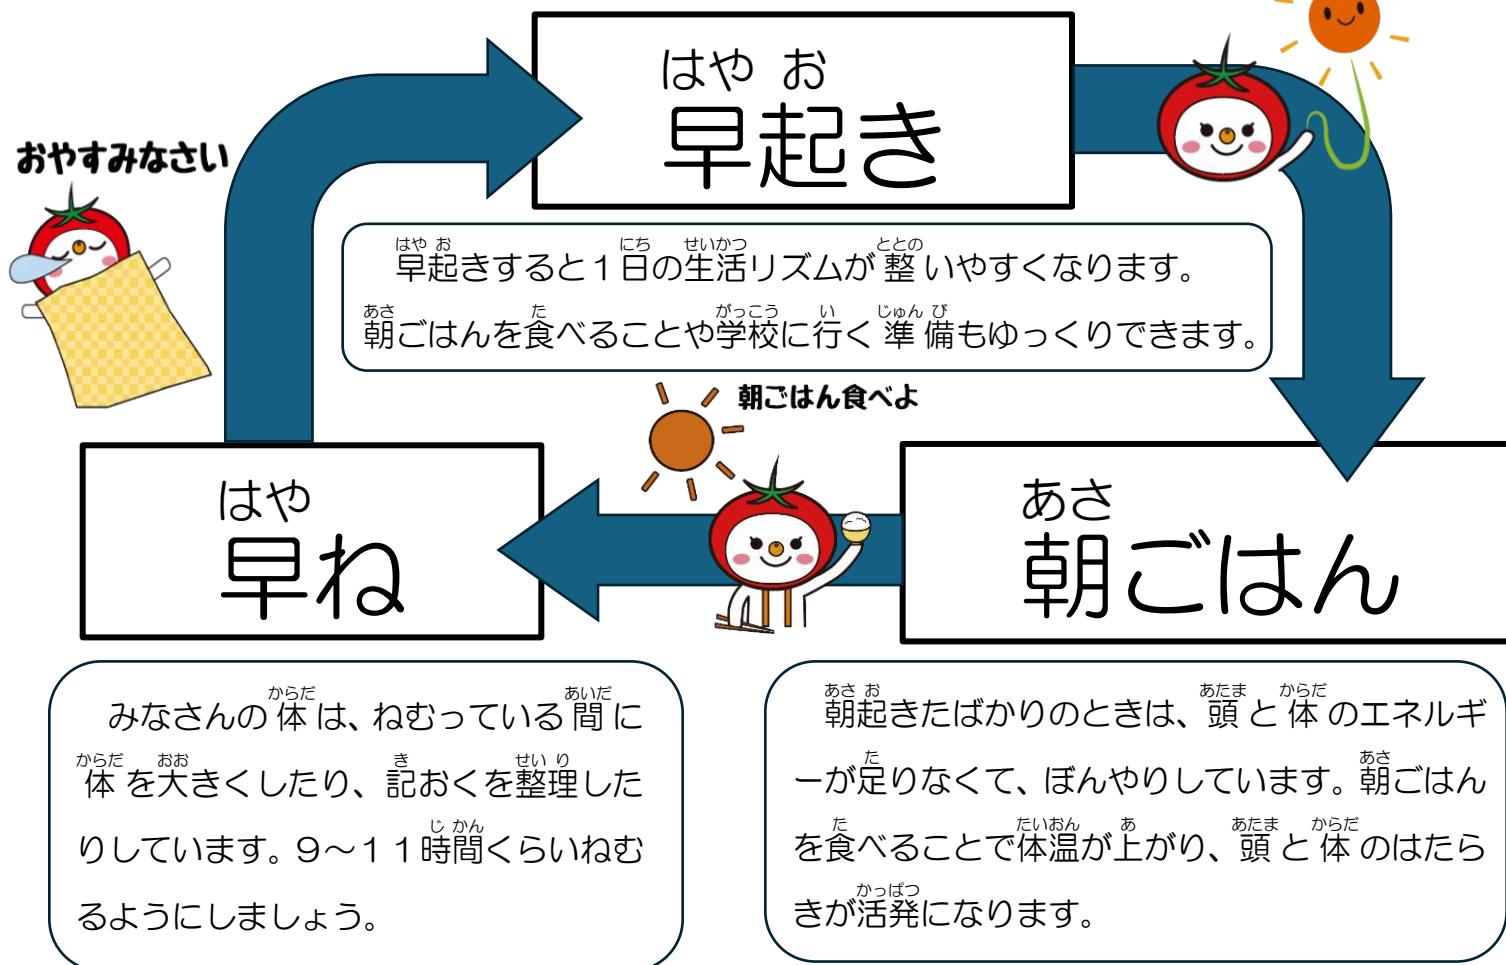 はや お
早起き
おやすみなさい
はや お にち せいかつ ととの
早起きすると1日の生活リズムが整いやすくなります。
あさ た がっこう い じゅん び
朝ごはんを食べることや学校に行く準備もゆっくりできます。
朝ごはん食べよ
はや
早ね
あさ
朝ごはん
からだ あいだ
みなさんの体は、ねむっている間に
からだ おお き せい り
体を大きくしたり、記おくを整理した
じ かん
りしています。9~11時間くらいねむ
るようにしましょう。
あさ お あたま からだ
朝起きたばかりのときは、頭と体のエネルギ
た あさ
ーが足りなくて、ぼんやりしています。朝ごはん
た たいおん あ あたま からだ
を食べることで体温が上がり、頭と体のはたら
かっぱつ
きが活発になります。